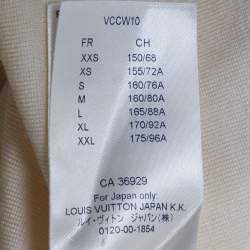 VCCW10
FR CH
XXS 150/68
XS 155/72A
S 160/76A
M 160/80A
L 165/88A
XL 170/92A
XXL 175/96A
CA 36929
For Japan only:
LOUIS VUITTON JAPAN K.K.
ルイ・ヴィトン ジャパン(株)
0120-00-1854